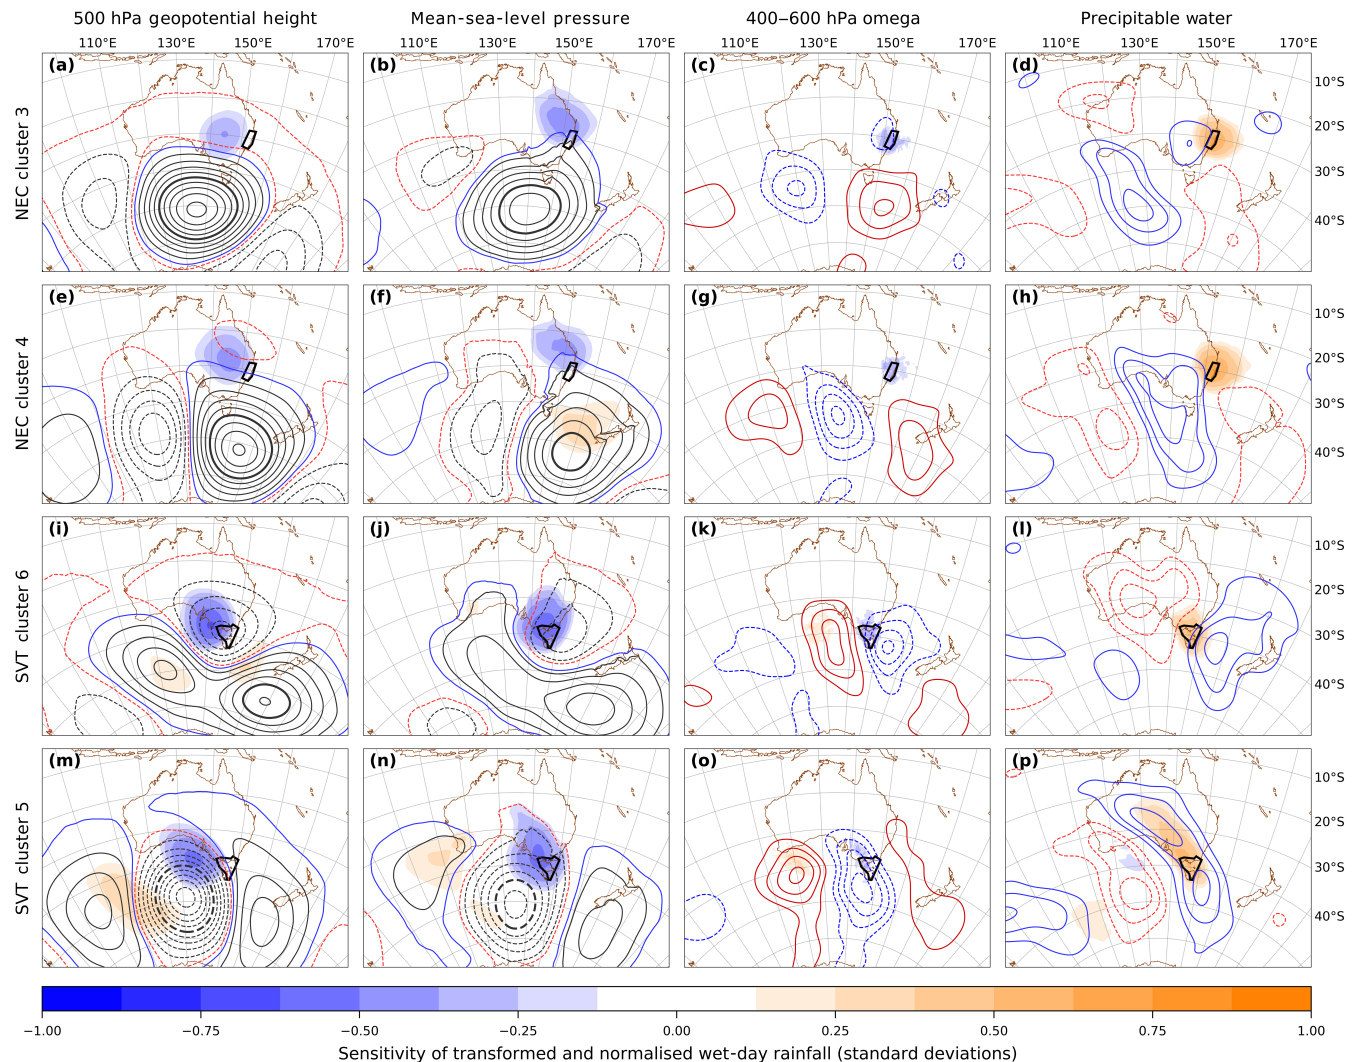 500 hPa geopotential height Mean-sea-level pressure 400–600 hPa omega Precipitable water
110°E 130°E 150°E 170°E 110°E 130°E 150°E 170°E 110°E 130°E 150°E 170°E 110°E 130°E 150°E 170°E
NEC cluster 3
(a) (b) (c) (d)
10°S
20°S
30°S
40°S
NEC cluster 4
(e) (f) (g) (h)
10°S
20°S
30°S
40°S
SVT cluster 6
(i) (j) (k) (l)
10°S
20°S
30°S
40°S
SVT cluster 5
(m) (n) (o) (p)
10°S
20°S
30°S
40°S
−1.00 −0.75 −0.50 −0.25 0.00 0.25 0.50 0.75 1.00
Sensitivity of transformed and normalised wet-day rainfall (standard deviations)